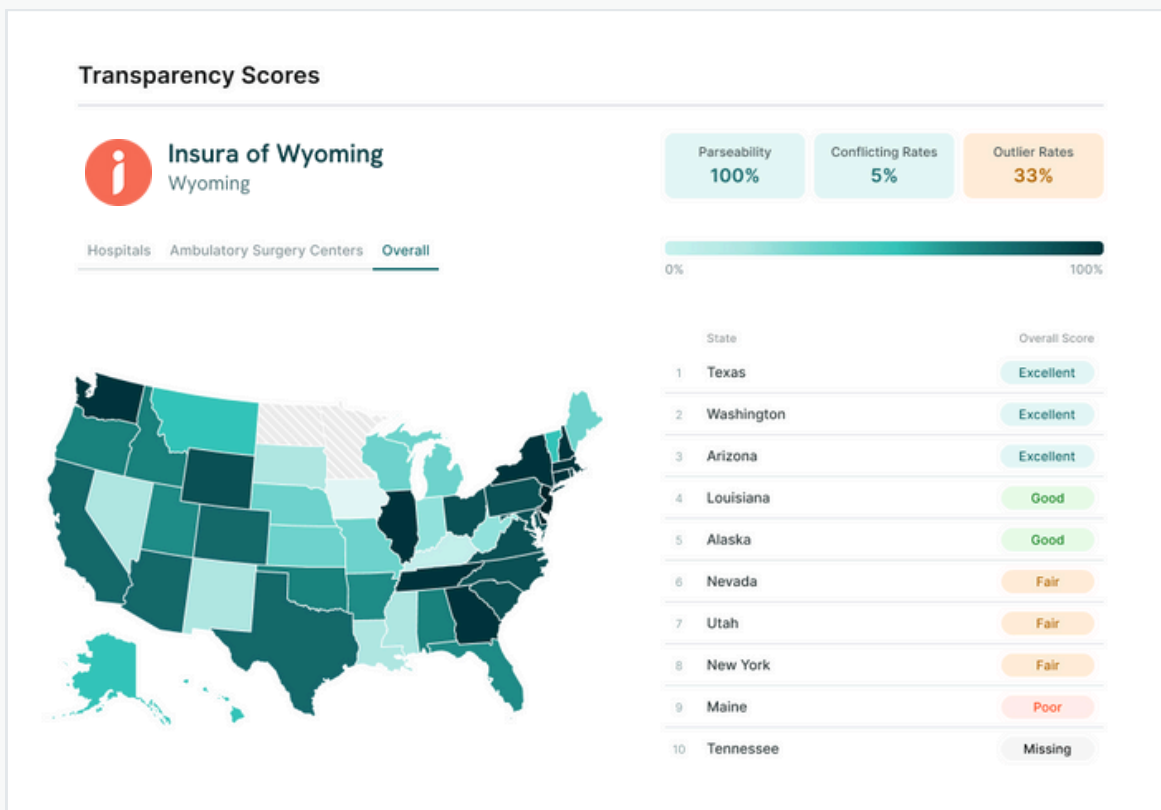 Transparency Scores
Insura of Wyoming
Wyoming
Parseability
100%
Conflicting Rates
5%
Outlier Rates
33%
Hospitals Ambulatory Surgery Centers Overall
0% 100%
State Overall Score
1 Texas Excellent
2 Washington Excellent
3 Arizona Excellent
4 Louisiana Good
5 Alaska Good
6 Nevada Fair
7 Utah Fair
8 New York Fair
9 Maine Poor
10 Tennessee Missing